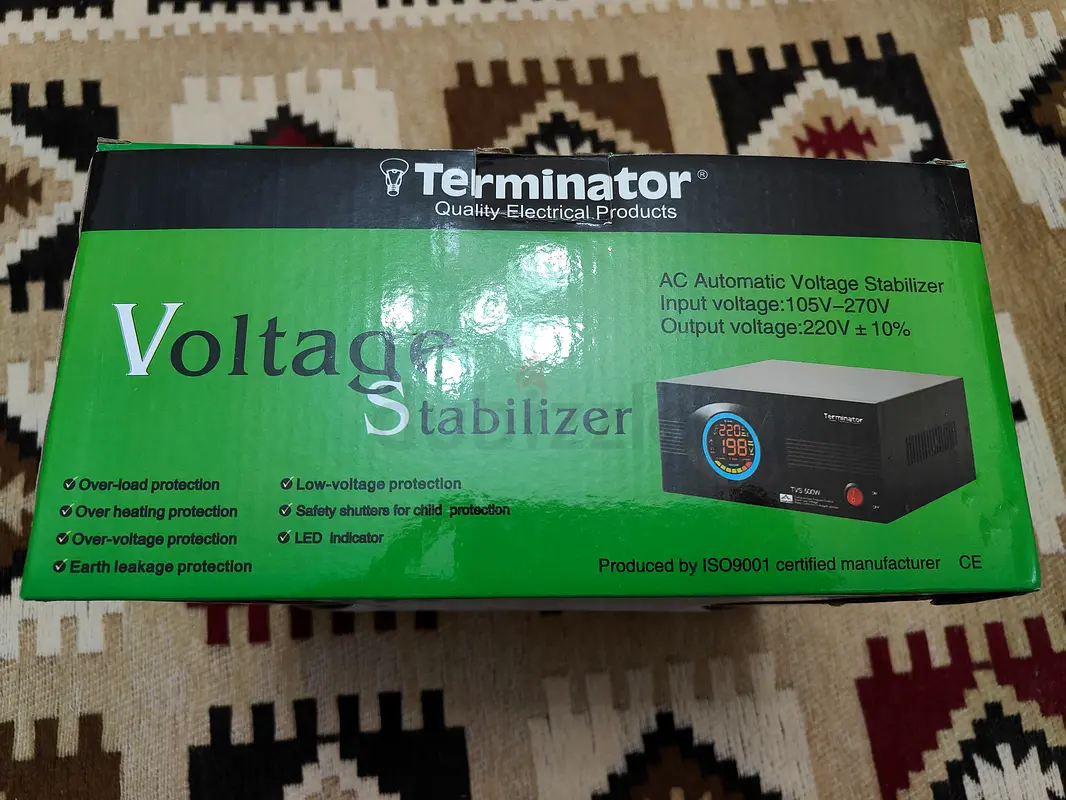 Terminator®
Quality Electrical Products
AC Automatic Voltage Stabilizer
Input voltage:105V–270V
Output voltage:220V ± 10%
Voltage
Stabilizer
dubizzle
Terminator
220
198
TVS 500W
Over-load protection
Over heating protection
Over-voltage protection
Earth leakage protection
Low-voltage protection
Safety shutters for child protection
LED indicator
Produced by ISO9001 certified manufacturer CE